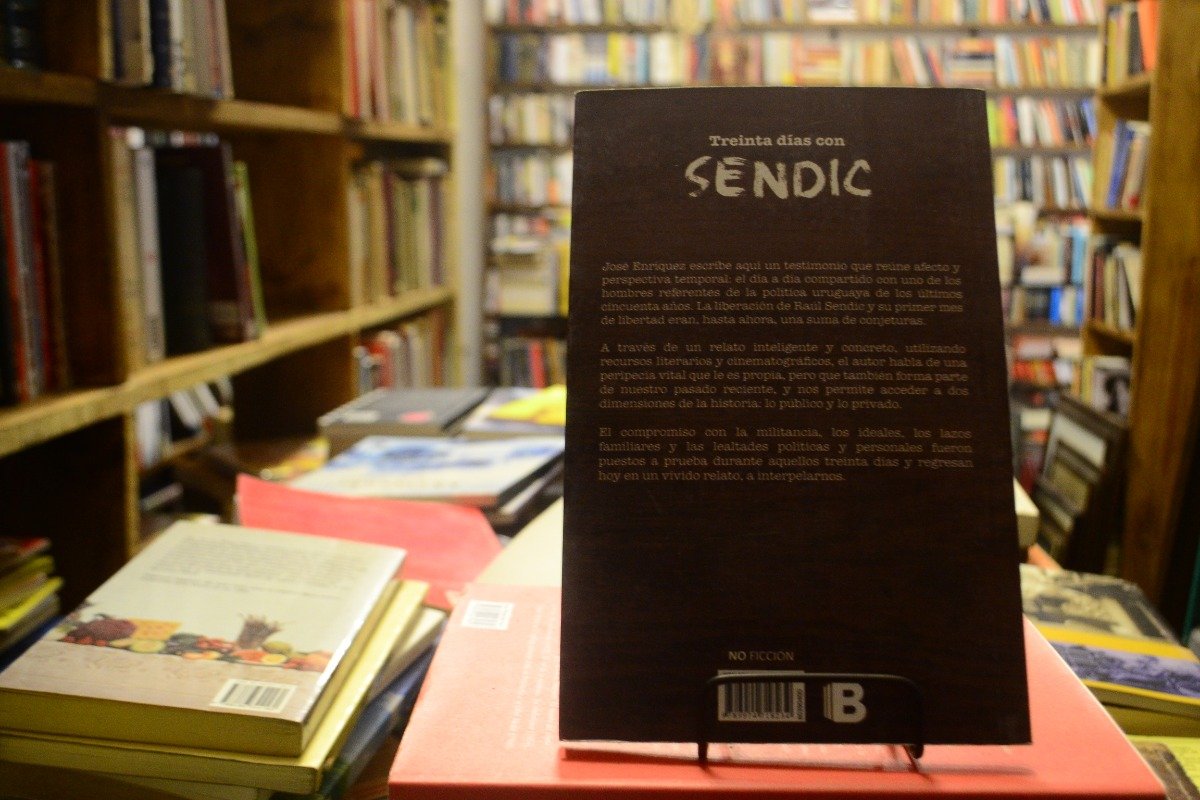 Treinta días con
SENDIC
José Enríquez escribe aquí un testimonio que reúne afecto y
perspectiva temporal: el día a día compartido con uno de los
hombres referentes de la política uruguaya de los últimos
cincuenta años. La liberación de Raúl Sendic y su primer mes
de libertad eran, hasta ahora, una suma de conjeturas.
A través de un relato inteligente y concreto, utilizando
recursos literarios y cinematográficos, el autor habla de una
peripecia vital que le es propia, pero que también forma parte
de nuestro pasado reciente, y nos permite acceder a dos
dimensiones de la historia: lo público y lo privado.
El compromiso con la militancia, los ideales, los lazos
familiares y las lealtades políticas y personales fueron
puestos a prueba durante aquellos treinta días y regresan
hoy en un vívido relato, a interpelarnos.
NO FICCIÓN
B